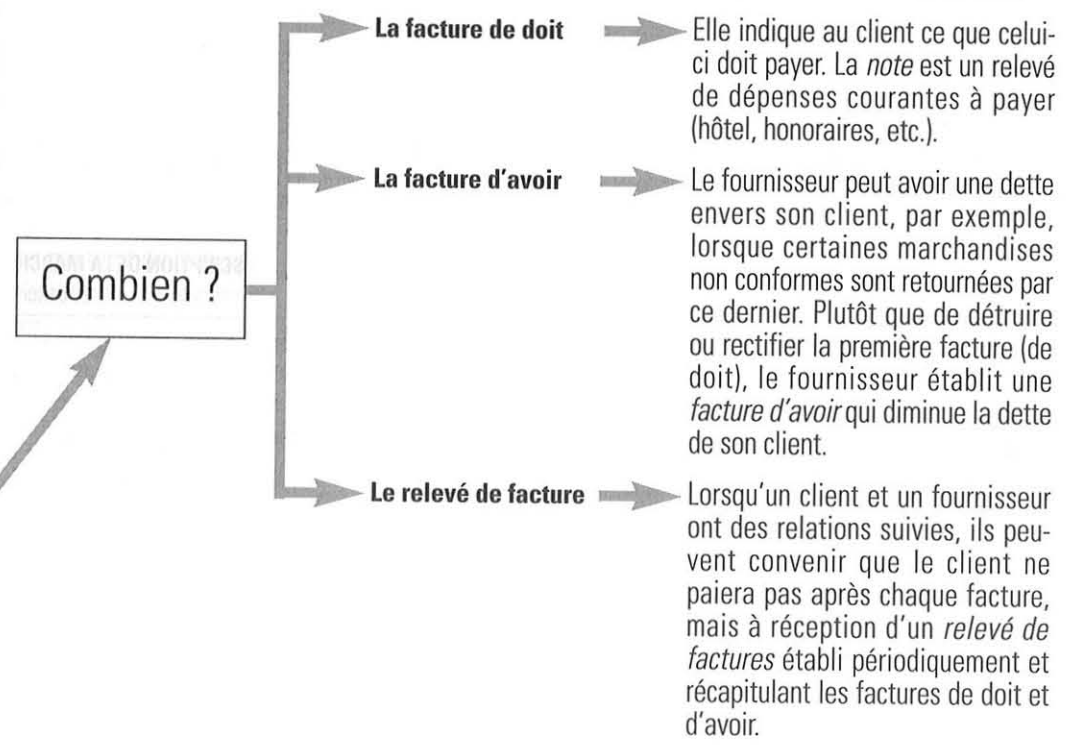 Combien ?
La facture de doit
Elle indique au client ce que celui-
ci doit payer. La note est un relevé
de dépenses courantes à payer
(hôtel, honoraires, etc.).
La facture d'avoir
Le fournisseur peut avoir une dette
envers son client, par exemple,
lorsque certaines marchandises
non conformes sont retournées par
ce dernier. Plutôt que de détruire
ou rectifier la première facture (de
doit), le fournisseur établit une
facture d'avoir qui diminue la dette
de son client.
Le relevé de facture
Lorsqu'un client et un fournisseur
ont des relations suivies, ils peu-
vent convenir que le client ne
paiera pas après chaque facture,
mais à réception d'un relevé de
factures établi périodiquement et
récapitulant les factures de doit et
d'avoir.